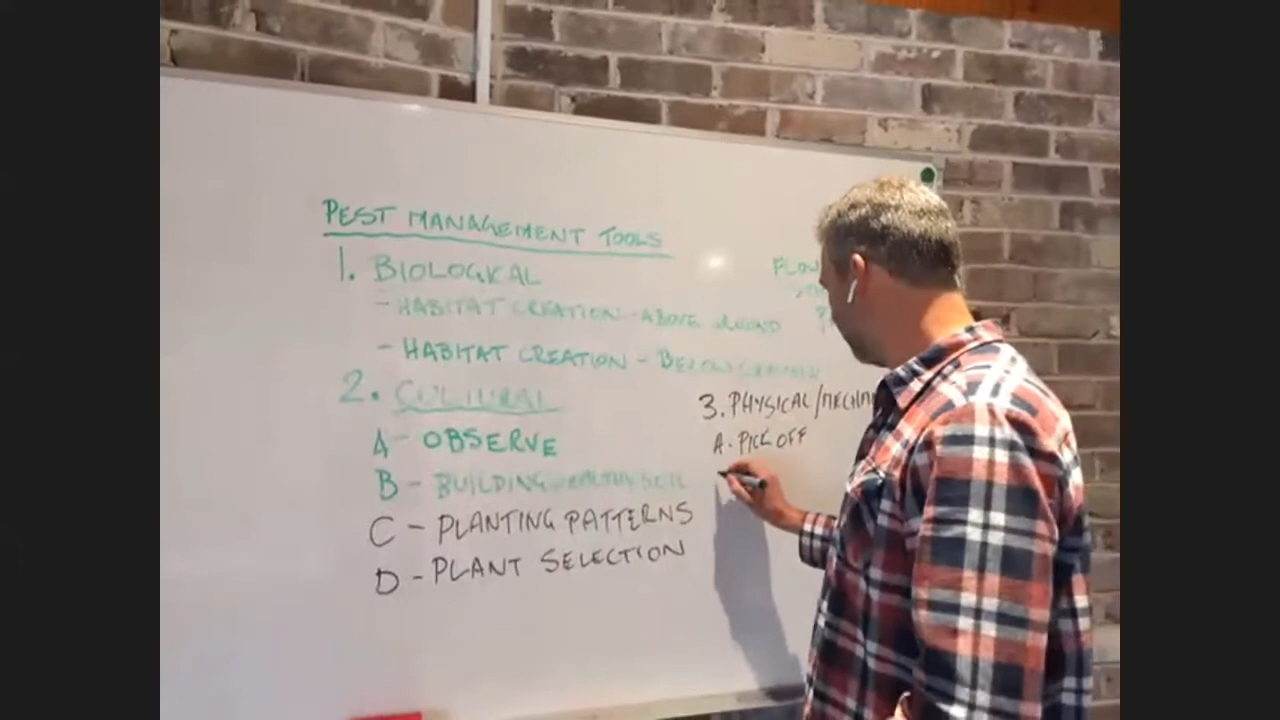 PEST MANAGEMENT TOOLS
1. BIOLOGICAL
- HABITAT CREATION - ABOVE GROUND
- HABITAT CREATION - BELOW GROUND
2. CULTURAL
A - OBSERVE
B - BUILDING HEALTHY SOIL
C - PLANTING PATTERNS
D - PLANT SELECTION
FLOW
3. PHYSICAL/MECHAN
A. PICK OFF